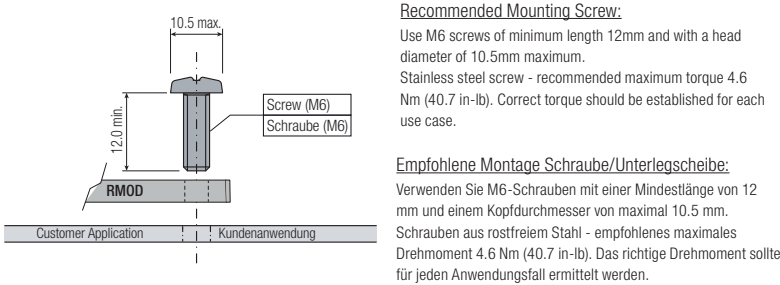 10.5 max.
12.0 min.
Screw (M6)
Schraube (M6)
RMOD
Customer Application
Kundenanwendung
Recommended Mounting Screw:
Use M6 screws of minimum length 12mm and with a head
diameter of 10.5mm maximum.
Stainless steel screw - recommended maximum torque 4.6
Nm (40.7 in-lb). Correct torque should be established for each
use case.
Empfohlene Montage Schraube/Unterlegscheibe:
Verwenden Sie M6-Schrauben mit einer Mindestlänge von 12
mm und einem Kopfdurchmesser von maximal 10.5 mm.
Schrauben aus rostfreiem Stahl - empfohlenes maximales
Drehmoment 4.6 Nm (40.7 in-lb). Das richtige Drehmoment sollte
für jeden Anwendungsfall ermittelt werden.